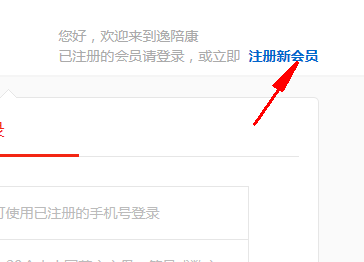 您好，欢迎来到逸陪康
已注册的会员请登录，或立即 注册新会员
录
可使用已注册的手机号登录